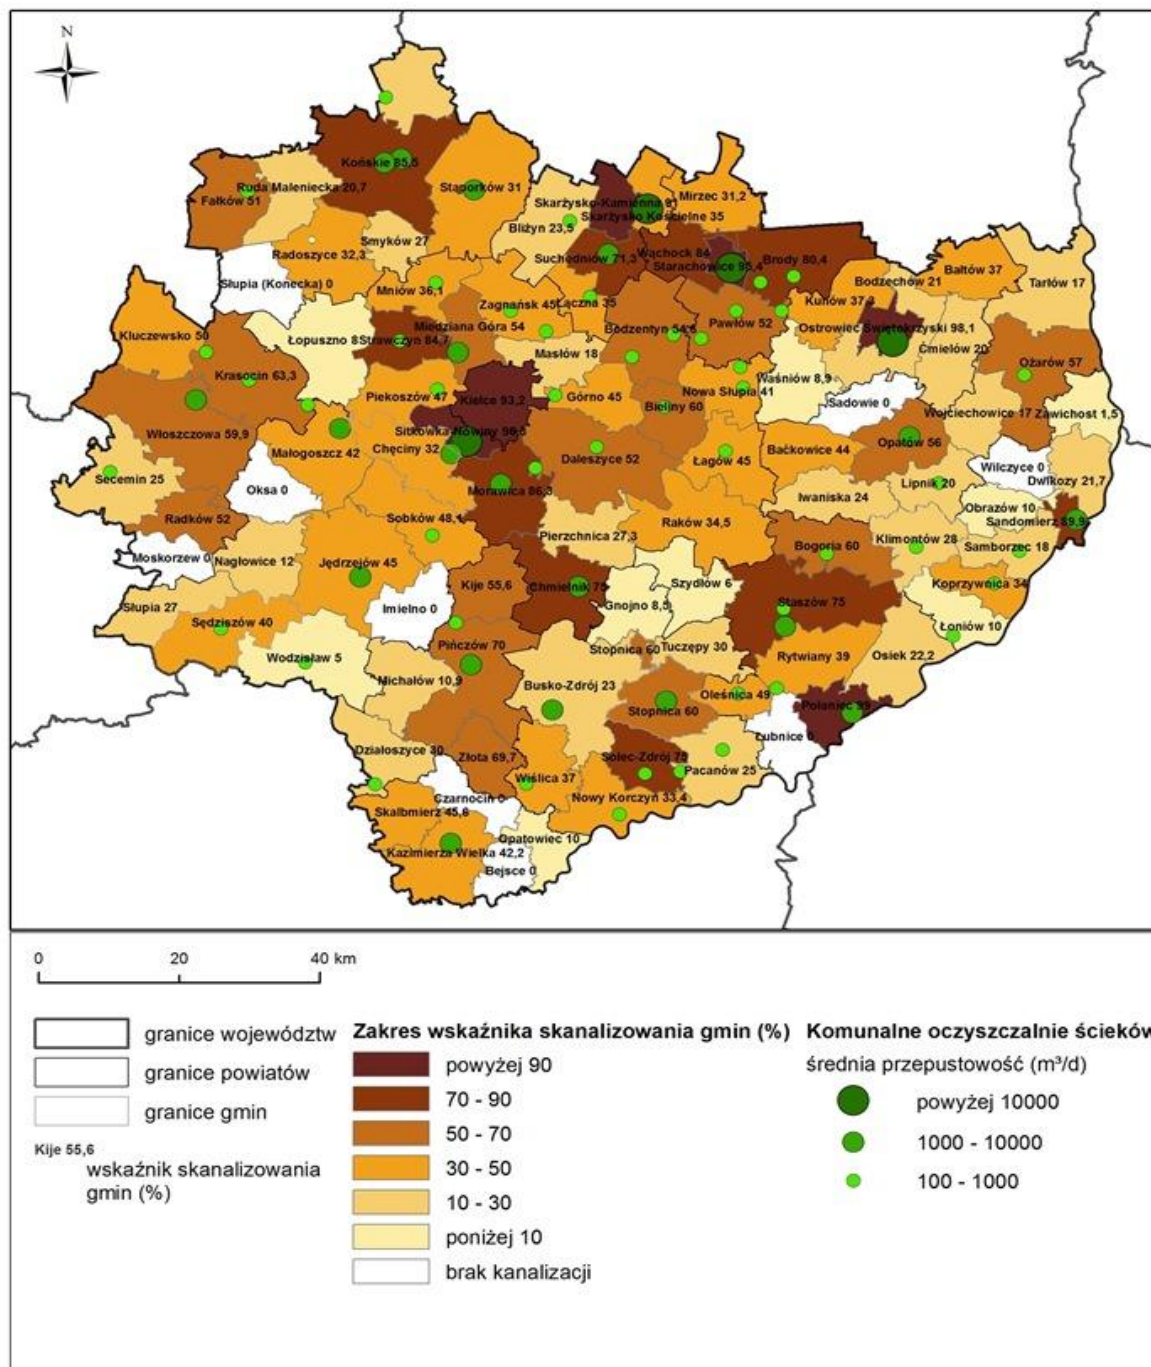 N
Końskie 85,5
Ruda Maleniecka 20,7
Fałków 51
Stąporków 31
Skarżysko-Kamienna 91
Mirzec 31,2
Skarżysko Kościelne 35
Bliżyn 23,5
Smyków 27
Radoszyce 32,3
Suchedniów 71,3
Wąchock 84
Starachowice 95,4
Brody 80,4
Bałtów 37
Bodzechów 21
Tarłów 17
Słupia (Konecka) 0
Mniów 36,1
Zagnańsk 45
Łączna 35
Kunów 37,3
Kluczewsko 50
Łopuszno 8
Strawczyn 84,7
Miedziana Góra 54
Bodzentyn 54,6
Pawłów 52
Ostrowiec Świętokrzyski 98,1
Masłów 18
Ćmielów 20
Ożarów 57
Krasocin 63,3
Piekoszów 47
Kielce 93,2
Górno 45
Nowa Słupia 41
Waśniów 8,9
Sadowie 0
Bieliny 60
Wojciechowice 17
Zawichost 1,5
Włoszczowa 59,9
Sitkówka-Nowiny 96,5
Małogoszcz 42
Chęciny 32
Daleszyce 52
Łagów 45
Baćkowice 44
Opatów 56
Wilczyce 0
Secemin 25
Oksa 0
Morawica 86,3
Iwaniska 24
Lipnik 20
Dwikozy 21,7
Obrazów 10
Radków 52
Sobków 48,1
Raków 34,5
Sandomierz 89,9
Pierzchnica 27,3
Bogoria 60
Klimontów 28
Samborzec 18
Moskorzew 0
Nagłowice 12
Jędrzejów 45
Kije 55,6
Chmielnik 75
Szydłów 6
Koprzywnica 34
Słupia 27
Imielno 0
Gnojno 8,5
Staszów 75
Sędziszów 40
Łoniów 10
Pińczów 70
Stopnica 60
Tuczępy 30
Wodzisław 5
Rytwiany 39
Osiek 22,2
Michałów 10,9
Busko-Zdrój 23
Oleśnica 49
Stopnica 60
Połaniec 99
Łubnice 0
Działoszyce 30
Złota 69,7
Solec-Zdrój 75
Pacanów 25
Wiślica 37
Czarnocin 0
Nowy Korczyn 33,4
Skalbmierz 45,6
Opatowiec 10
Kazimierza Wielka 42,2
Bejsce 0
0 20 40 km
granice województw
granice powiatów
granice gmin
Kije 55,6
wskaźnik skanalizowania
gmin (%)
Zakres wskaźnika skanalizowania gmin (%)
powyżej 90
70 - 90
50 - 70
30 - 50
10 - 30
poniżej 10
brak kanalizacji
Komunalne oczyszczalnie ścieków
średnia przepustowość (m³/d)
powyżej 10000
1000 - 10000
100 - 1000